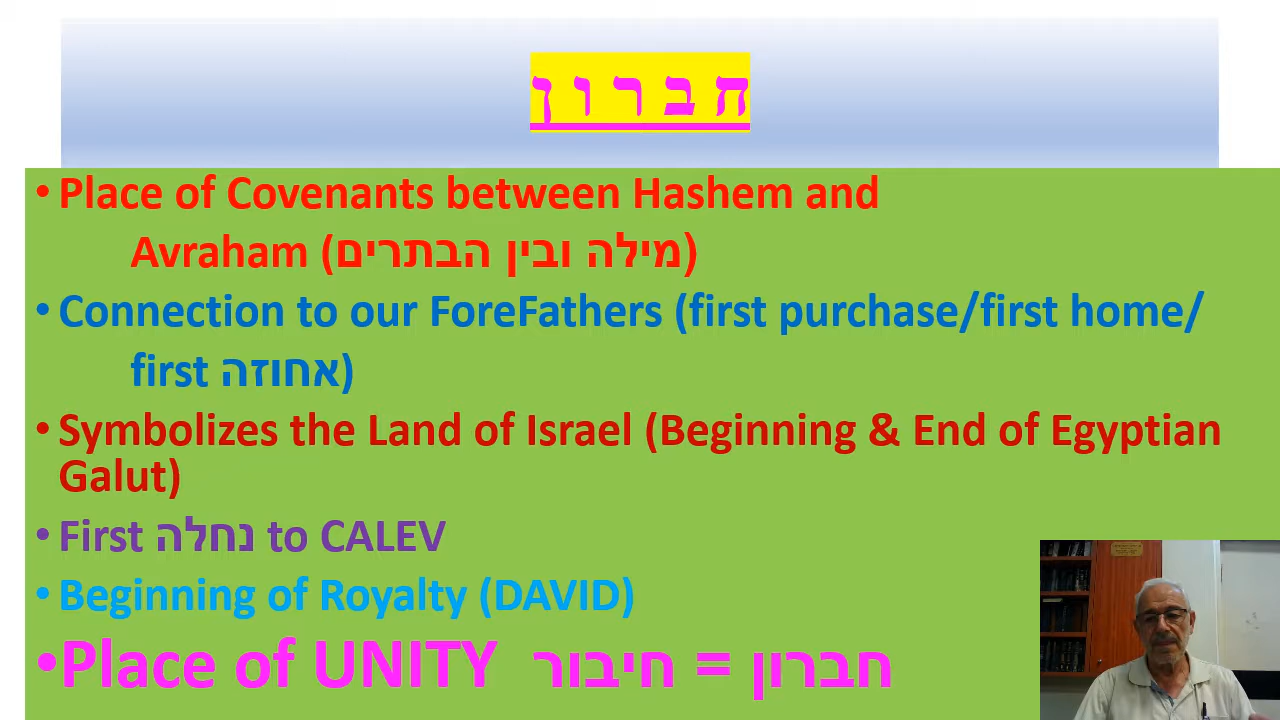 ח ב ר ו ן
• Place of Covenants between Hashem and
Avraham (מילה ובין הבתרים)
• Connection to our ForeFathers (first purchase/first home/
first אחוזה)
• Symbolizes the Land of Israel (Beginning & End of Egyptian
Galut)
• First נחלה to CALEV
• Beginning of Royalty (DAVID)
•Place of UNITY חברון = חיבור